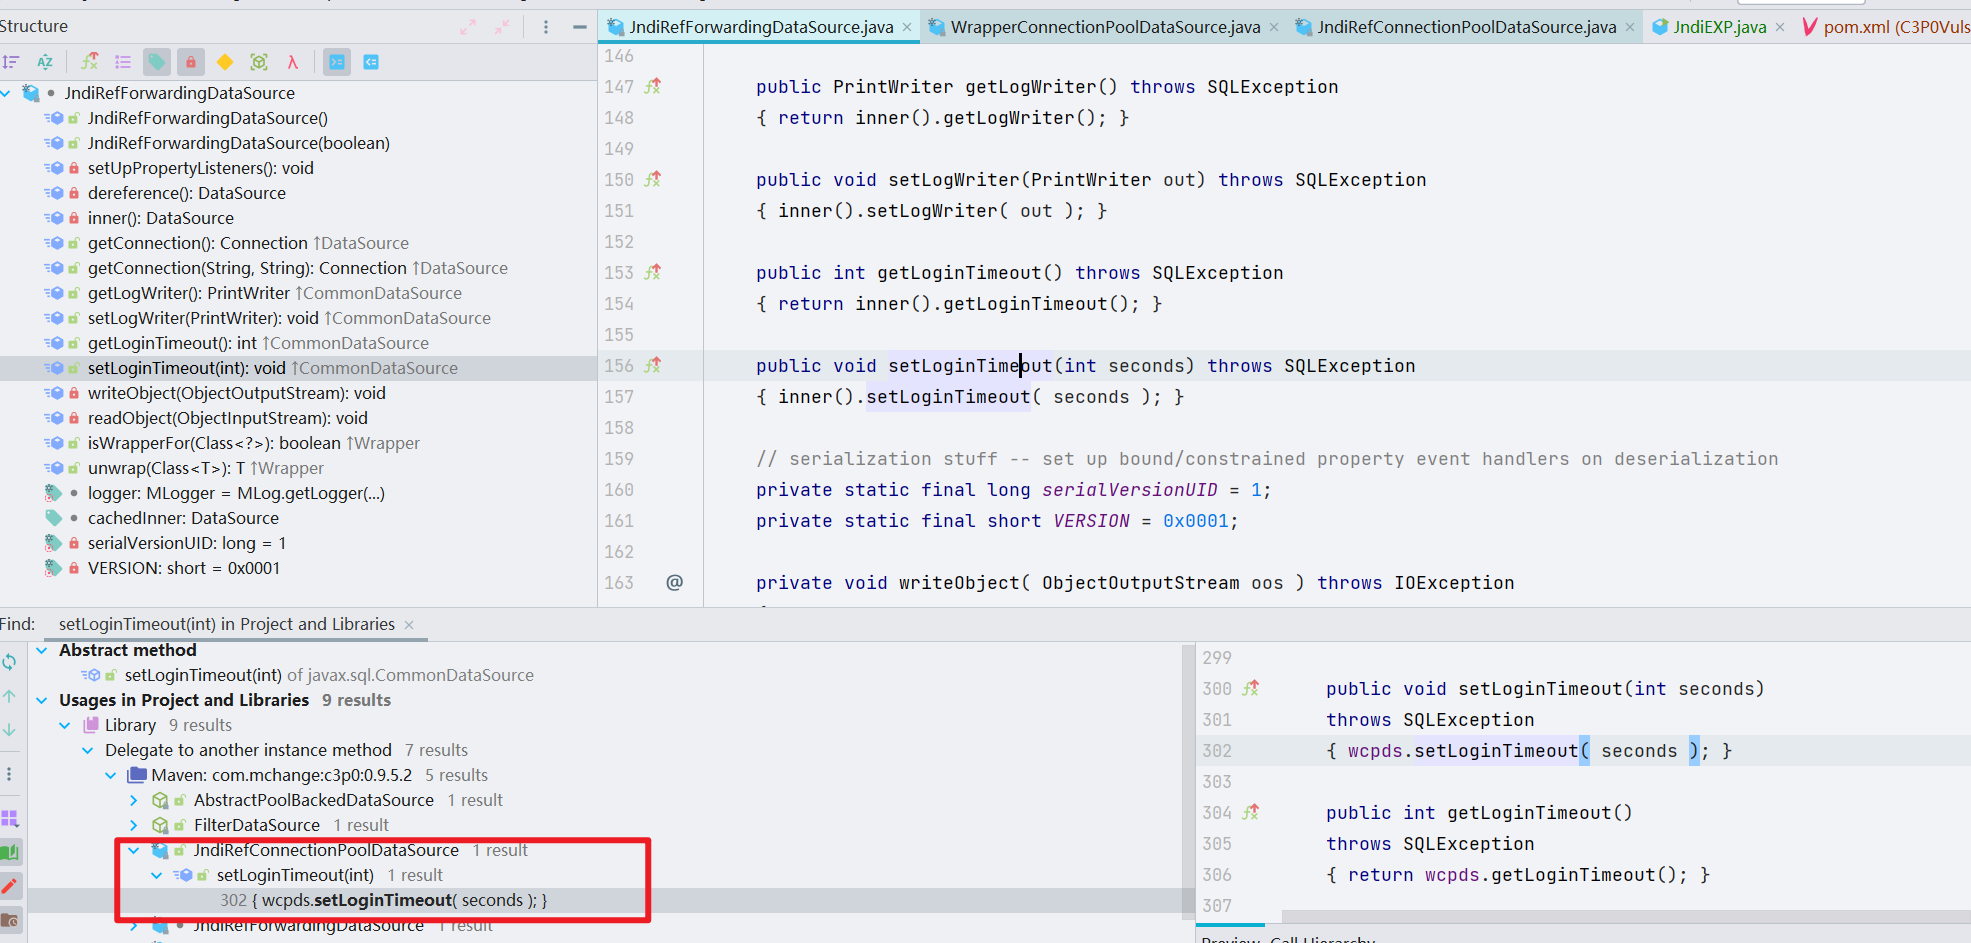 Structure
JndiRefForwardingDataSource.java
WrapperConnectionPoolDataSource.java
JndiRefConnectionPoolDataSource.java
JndiEXP.java
pom.xml (C3P0Vuls
JndiRefForwardingDataSource
JndiRefForwardingDataSource()
JndiRefForwardingDataSource(boolean)
setUpPropertyListeners(): void
dereference(): DataSource
inner(): DataSource
getConnection(): Connection ↑DataSource
getConnection(String, String): Connection ↑DataSource
getLogWriter(): PrintWriter ↑CommonDataSource
setLogWriter(PrintWriter): void ↑CommonDataSource
getLoginTimeout(): int ↑CommonDataSource
setLoginTimeout(int): void ↑CommonDataSource
writeObject(ObjectOutputStream): void
readObject(ObjectInputStream): void
isWrapperFor(Class<?>): boolean ↑Wrapper
unwrap(Class<T>): T ↑Wrapper
logger: MLogger = MLog.getLogger(...)
cachedInner: DataSource
serialVersionUID: long = 1
VERSION: short = 0x0001
146
147 public PrintWriter getLogWriter() throws SQLException
148 { return inner().getLogWriter(); }
149
150 public void setLogWriter(PrintWriter out) throws SQLException
151 { inner().setLogWriter( out ); }
152
153 public int getLoginTimeout() throws SQLException
154 { return inner().getLoginTimeout(); }
155
156 public void setLoginTimeout(int seconds) throws SQLException
157 { inner().setLoginTimeout( seconds ); }
158
159 // serialization stuff -- set up bound/constrained property event handlers on deserialization
160 private static final long serialVersionUID = 1;
161 private static final short VERSION = 0x0001;
162
163 @ private void writeObject( ObjectOutputStream oos ) throws IOException
Find: setLoginTimeout(int) in Project and Libraries
Abstract method
setLoginTimeout(int) of javax.sql.CommonDataSource
Usages in Project and Libraries 9 results
Library 9 results
Delegate to another instance method 7 results
Maven: com.mchange:c3p0:0.9.5.2 5 results
AbstractPoolBackedDataSource 1 result
FilterDataSource 1 result
JndiRefConnectionPoolDataSource 1 result
setLoginTimeout(int) 1 result
302 { wcpds.setLoginTimeout( seconds ); }
JndiRefForwardingDataSource 1 result
299
300 public void setLoginTimeout(int seconds)
301 throws SQLException
302 { wcpds.setLoginTimeout( seconds ); }
303
304 public int getLoginTimeout()
305 throws SQLException
306 { return wcpds.getLoginTimeout(); }
307
Preview Call Hierarchy